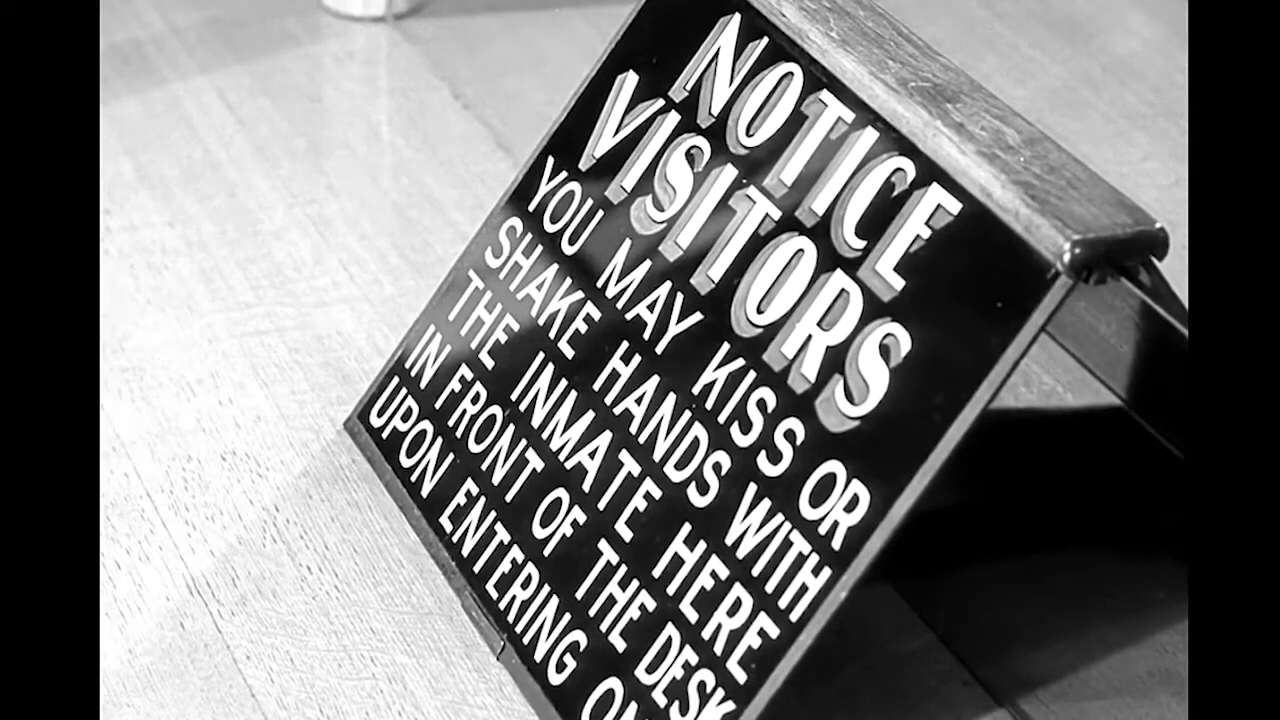 NOTICE
VISITORS
YOU MAY KISS OR
SHAKE HANDS WITH
THE INMATE HERE
IN FRONT OF THE DESK
UPON ENTERING